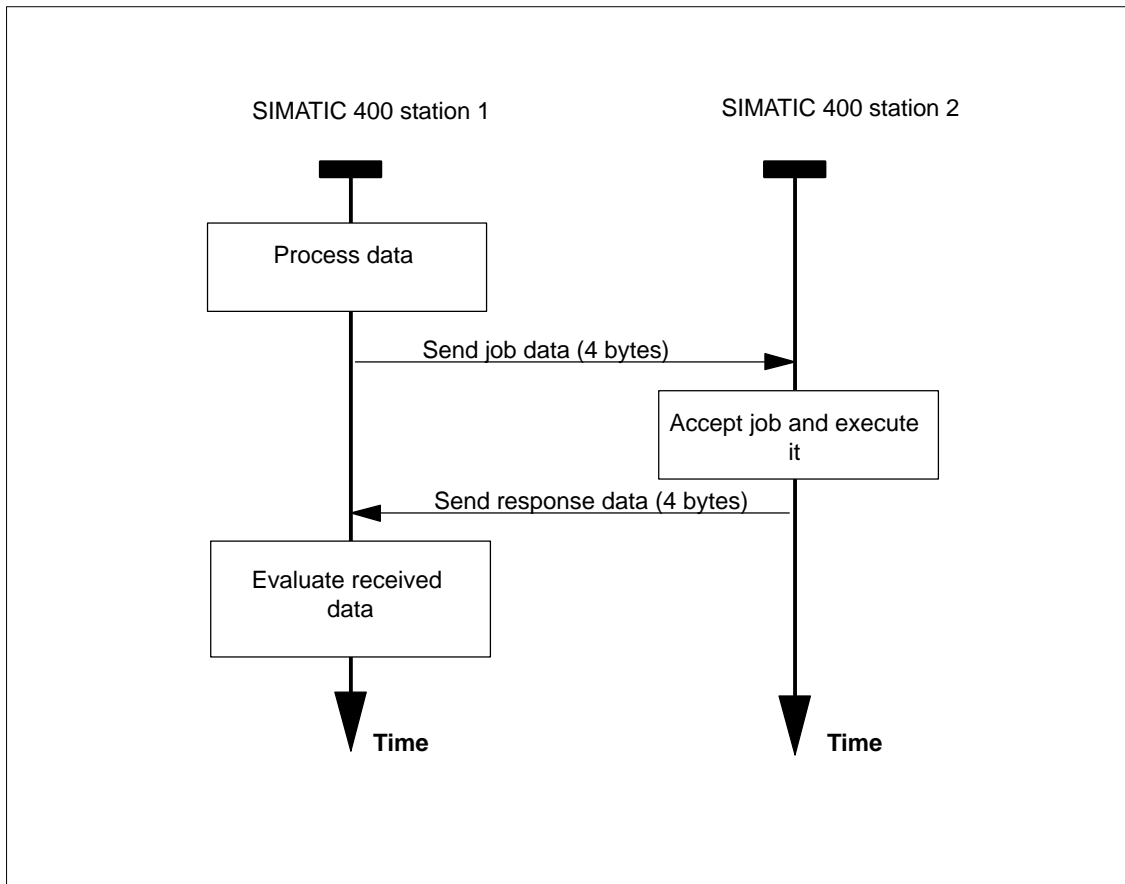 SIMATIC 400 station 1
SIMATIC 400 station 2
Process data
Send job data (4 bytes)
Accept job and execute
it
Send response data (4 bytes)
Evaluate received
data
Time
Time